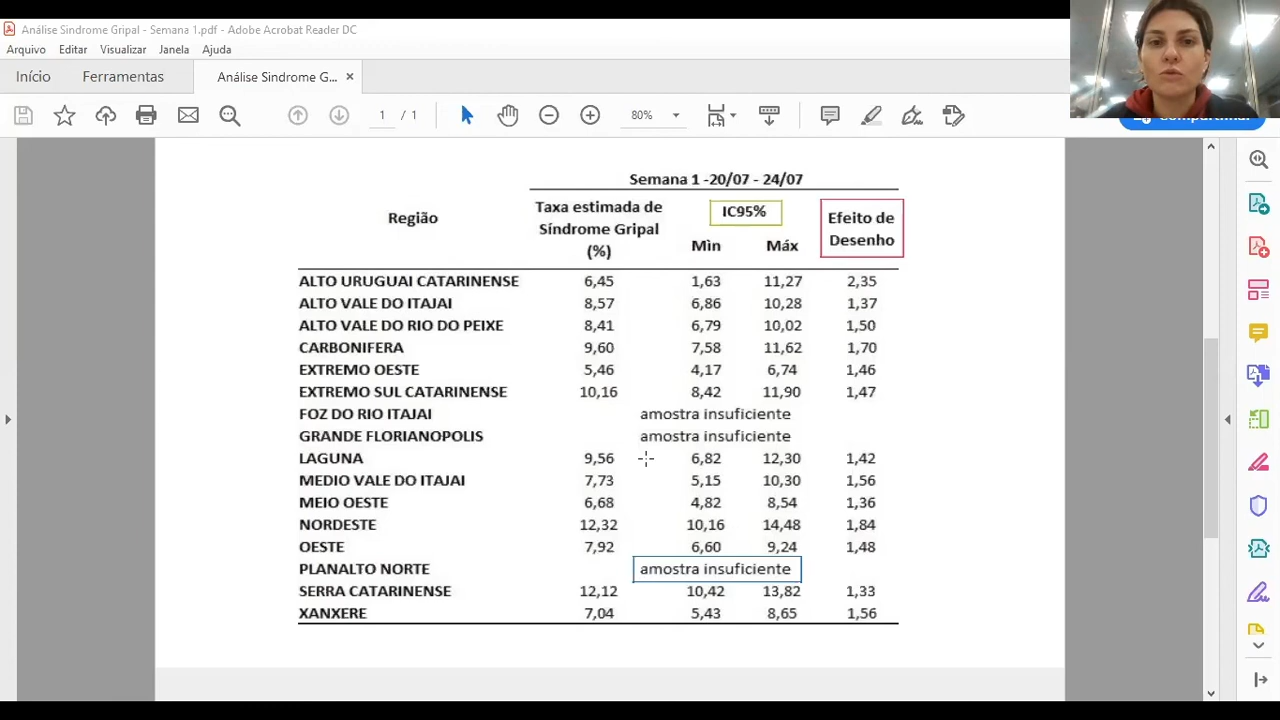 Análise Sindrome Gripal - Semana 1.pdf - Adobe Acrobat Reader DC
Arquivo Editar Visualizar Janela Ajuda
Início Ferramentas Análise Sindrome G... ×
1 / 1 80%
Semana 1 -20/07 - 24/07
Região Taxa estimada de Síndrome Gripal (%) IC95% Mìn Máx Efeito de Desenho
ALTO URUGUAI CATARINENSE 6,45 1,63 11,27 2,35
ALTO VALE DO ITAJAI 8,57 6,86 10,28 1,37
ALTO VALE DO RIO DO PEIXE 8,41 6,79 10,02 1,50
CARBONIFERA 9,60 7,58 11,62 1,70
EXTREMO OESTE 5,46 4,17 6,74 1,46
EXTREMO SUL CATARINENSE 10,16 8,42 11,90 1,47
FOZ DO RIO ITAJAI amostra insuficiente
GRANDE FLORIANOPOLIS amostra insuficiente
LAGUNA 9,56 6,82 12,30 1,42
MEDIO VALE DO ITAJAI 7,73 5,15 10,30 1,56
MEIO OESTE 6,68 4,82 8,54 1,36
NORDESTE 12,32 10,16 14,48 1,84
OESTE 7,92 6,60 9,24 1,48
PLANALTO NORTE amostra insuficiente
SERRA CATARINENSE 12,12 10,42 13,82 1,33
XANXERE 7,04 5,43 8,65 1,56